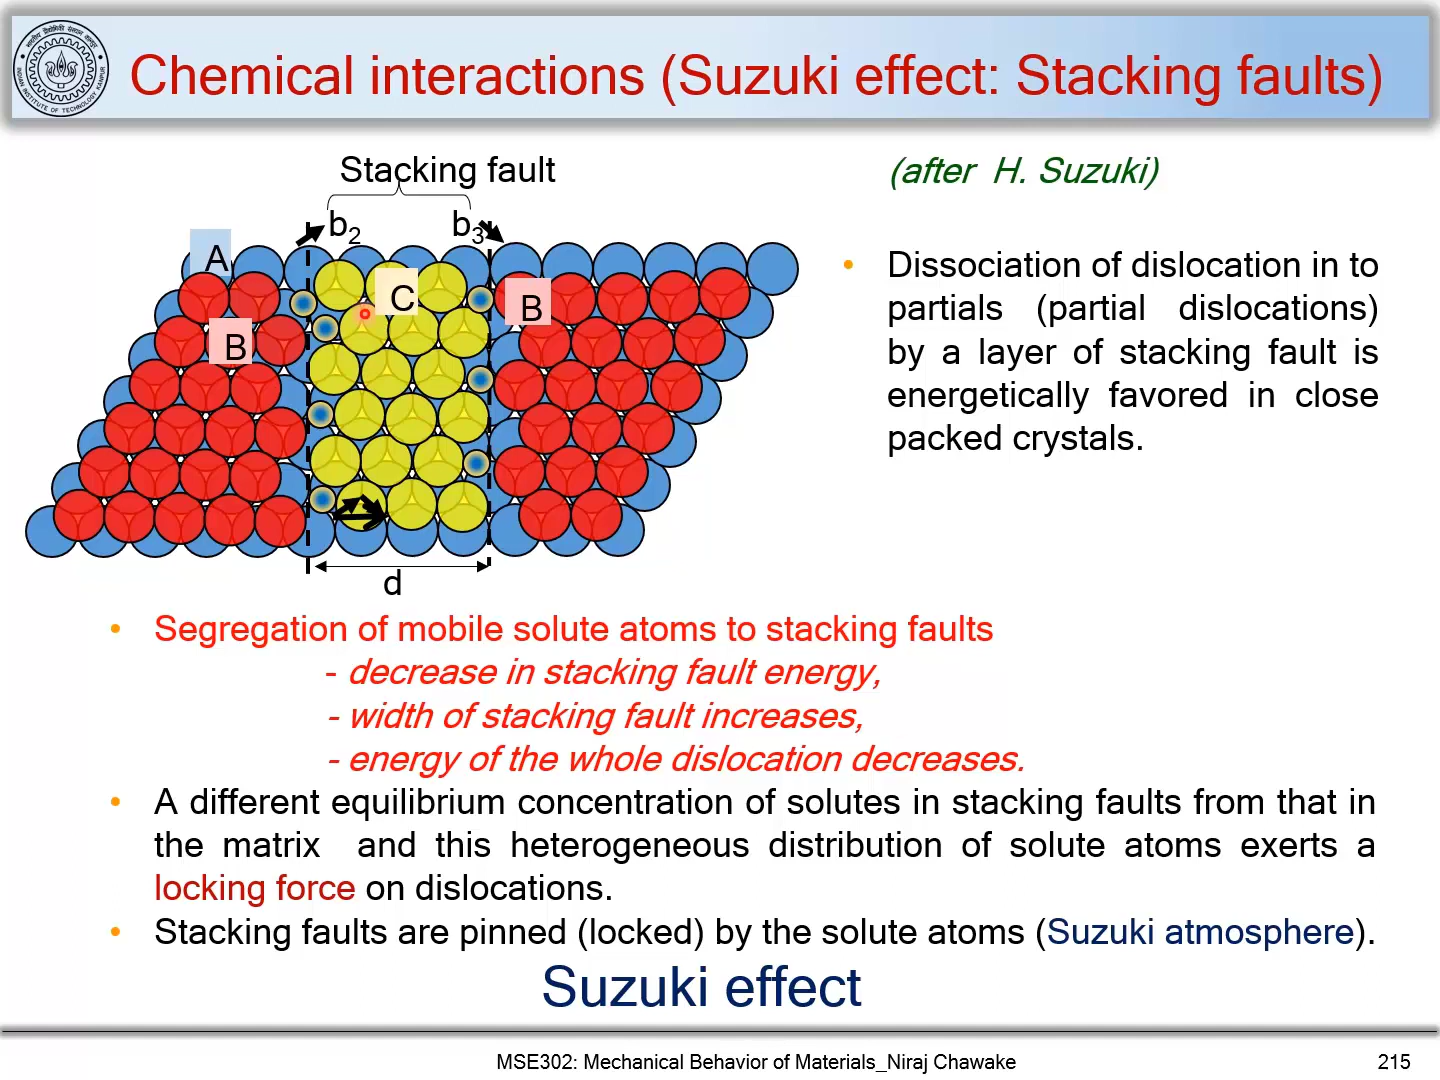 Chemical interactions (Suzuki effect: Stacking faults)
Stacking fault
(after H. Suzuki)
b2
b3
A
C
B
B
d
• Dissociation of dislocation in to
partials (partial dislocations)
by a layer of stacking fault is
energetically favored in close
packed crystals.
• Segregation of mobile solute atoms to stacking faults
- decrease in stacking fault energy,
- width of stacking fault increases,
- energy of the whole dislocation decreases.
• A different equilibrium concentration of solutes in stacking faults from that in
the matrix and this heterogeneous distribution of solute atoms exerts a
locking force on dislocations.
• Stacking faults are pinned (locked) by the solute atoms (Suzuki atmosphere).
Suzuki effect
MSE302: Mechanical Behavior of Materials_Niraj Chawake
215